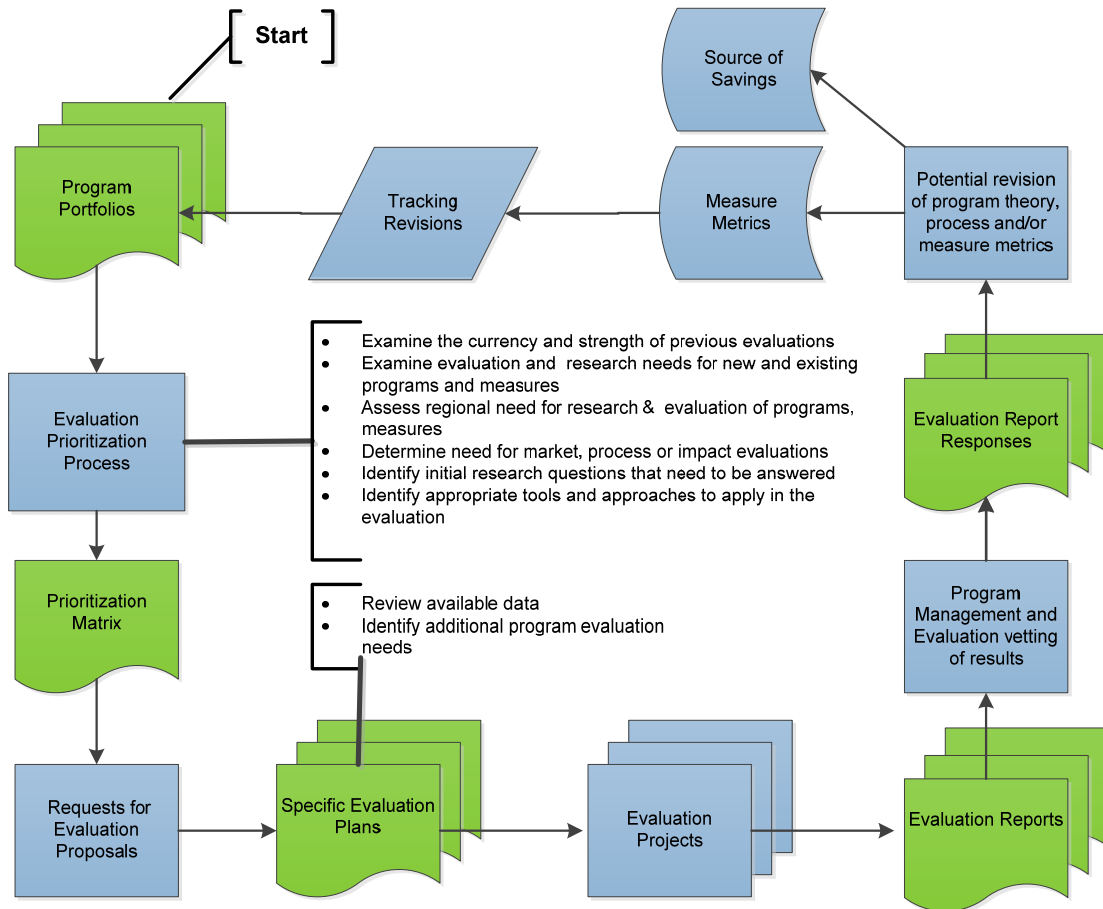 Start
Source of
Savings
Program
Portfolios
Tracking
Revisions
Measure
Metrics
Potential revision
of program theory,
process and/or
measure metrics
• Examine the currency and strength of previous evaluations
• Examine evaluation and research needs for new and existing
programs and measures
• Assess regional need for research & evaluation of programs,
measures
• Determine need for market, process or impact evaluations
• Identify initial research questions that need to be answered
• Identify appropriate tools and approaches to apply in the
evaluation
Evaluation
Prioritization
Process
Evaluation Report
Responses
Prioritization
Matrix
• Review available data
• Identify additional program evaluation
needs
Program
Management and
Evaluation vetting
of results
Requests for
Evaluation
Proposals
Specific Evaluation
Plans
Evaluation
Projects
Evaluation Reports